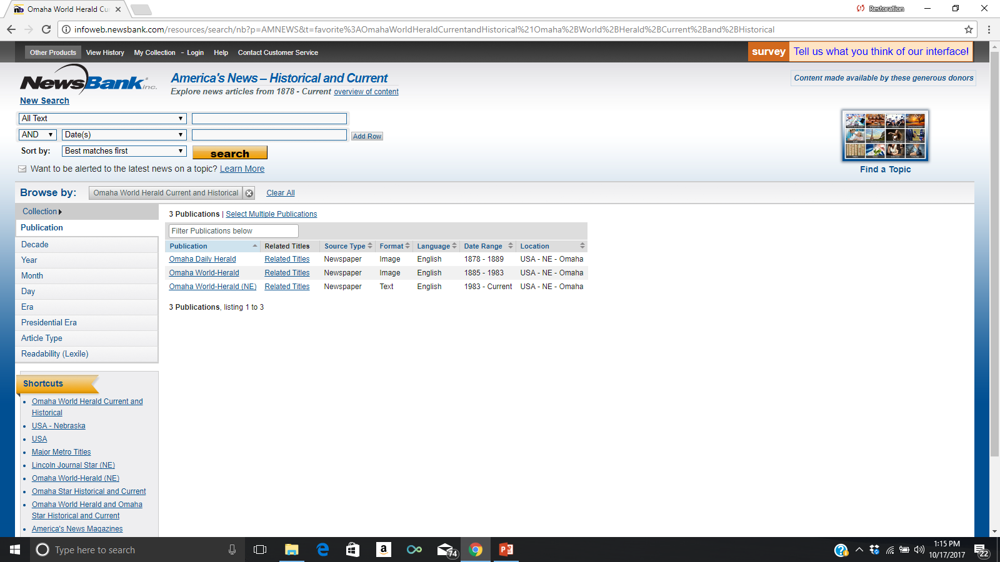 Omaha World Herald Cu
Restoration
infoweb.newsbank.com/resources/search/nb?p=AMNEWS&t=favorite%3AOmahaWorldHeraldCurrentandHistorical%21Omaha%2BWorld%2BHerald%2BCurrent%2Band%2BHistorical
Other Products View History My Collection - Login Help Contact Customer Service
survey Tell us what you think of our interface!
NewsBank inc.
America's News – Historical and Current
Explore news articles from 1878 - Current overview of content
Content made available by these generous donors
New Search
All Text
AND Date(s) Add Row
Sort by: Best matches first search
Want to be alerted to the latest news on a topic? Learn More
Find a Topic
Browse by: Omaha World Herald Current and Historical Clear All
Collection
Publication
Decade
Year
Month
Day
Era
Presidential Era
Article Type
Readability (Lexile)
3 Publications | Select Multiple Publications
Filter Publications below
Publication Related Titles Source Type Format Language Date Range Location
Omaha Daily Herald Related Titles Newspaper Image English 1878 - 1889 USA - NE - Omaha
Omaha World-Herald Related Titles Newspaper Image English 1885 - 1983 USA - NE - Omaha
Omaha World-Herald (NE) Related Titles Newspaper Text English 1983 - Current USA - NE - Omaha
3 Publications, listing 1 to 3
Shortcuts
Omaha World Herald Current and
Historical
USA - Nebraska
USA
Major Metro Titles
Lincoln Journal Star (NE)
Omaha World-Herald (NE)
Omaha Star Historical and Current
Omaha World Herald and Omaha
Star Historical and Current
America's News Magazines
Type here to search
74
1:15 PM
10/17/2017
22